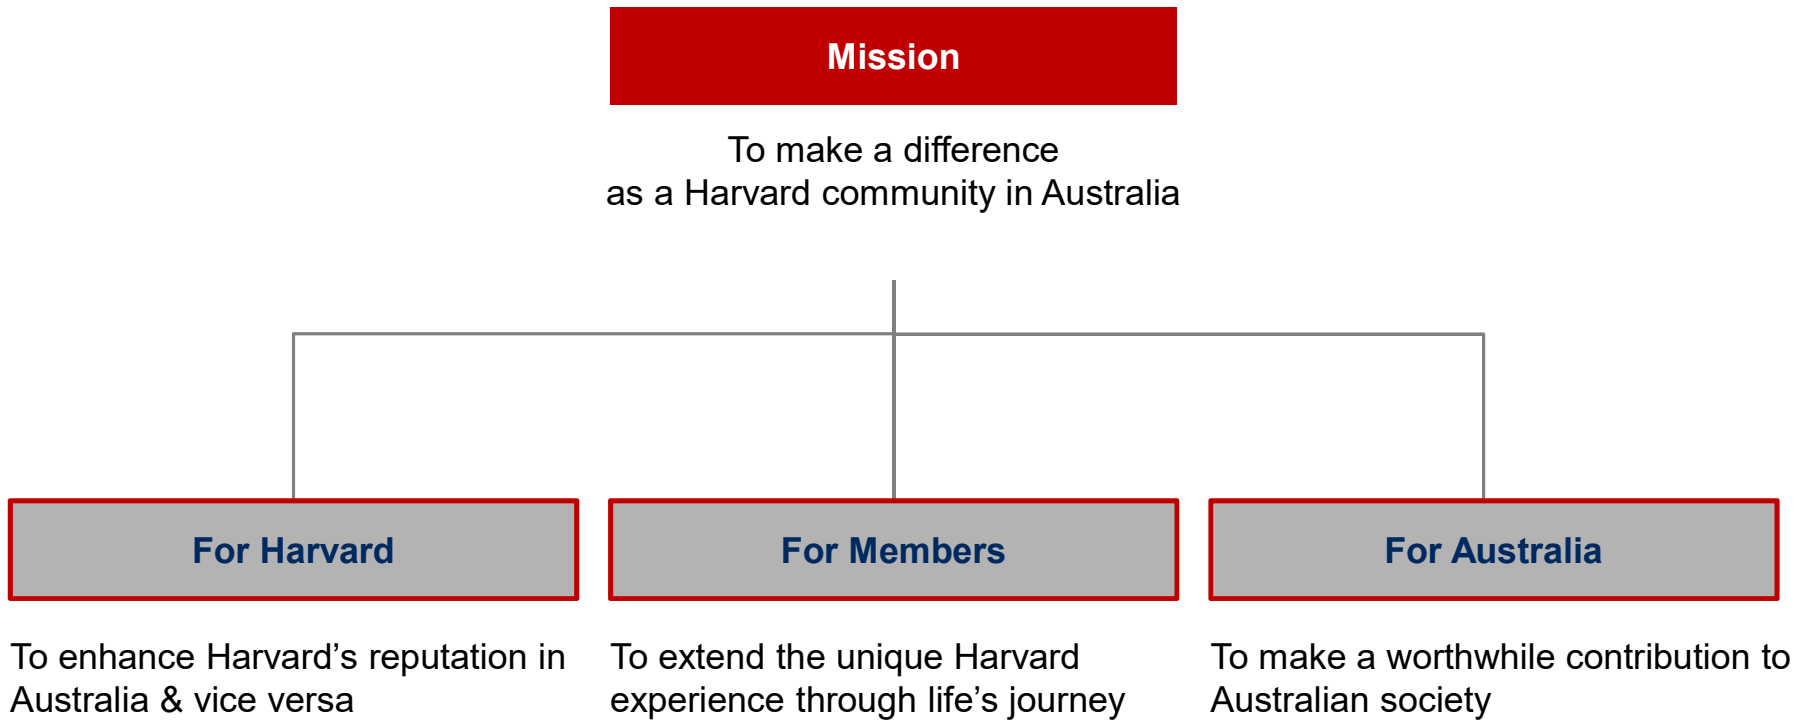 Mission
To make a difference
as a Harvard community in Australia
For Harvard
For Members
For Australia
To enhance Harvard’s reputation in
Australia & vice versa
To extend the unique Harvard
experience through life’s journey
To make a worthwhile contribution to
Australian society